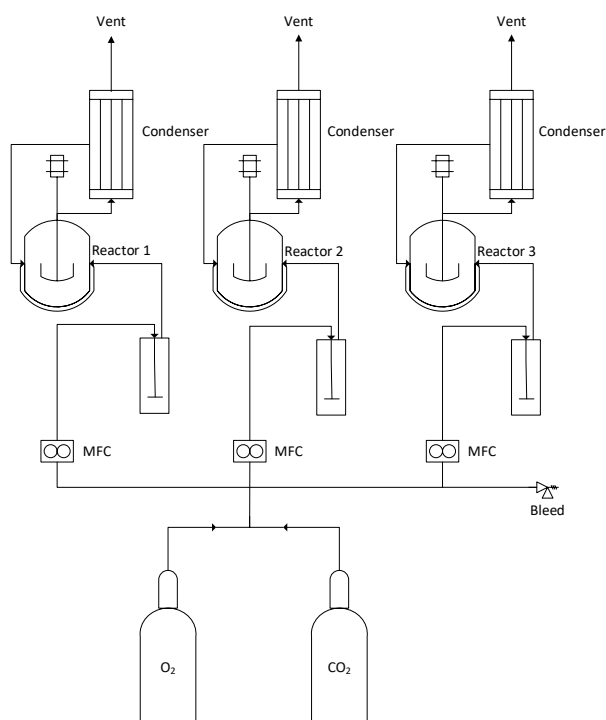 Vent
Vent
Vent
Condenser
Condenser
Condenser
Reactor 1
Reactor 2
Reactor 3
MFC
MFC
MFC
Bleed
O₂
CO₂